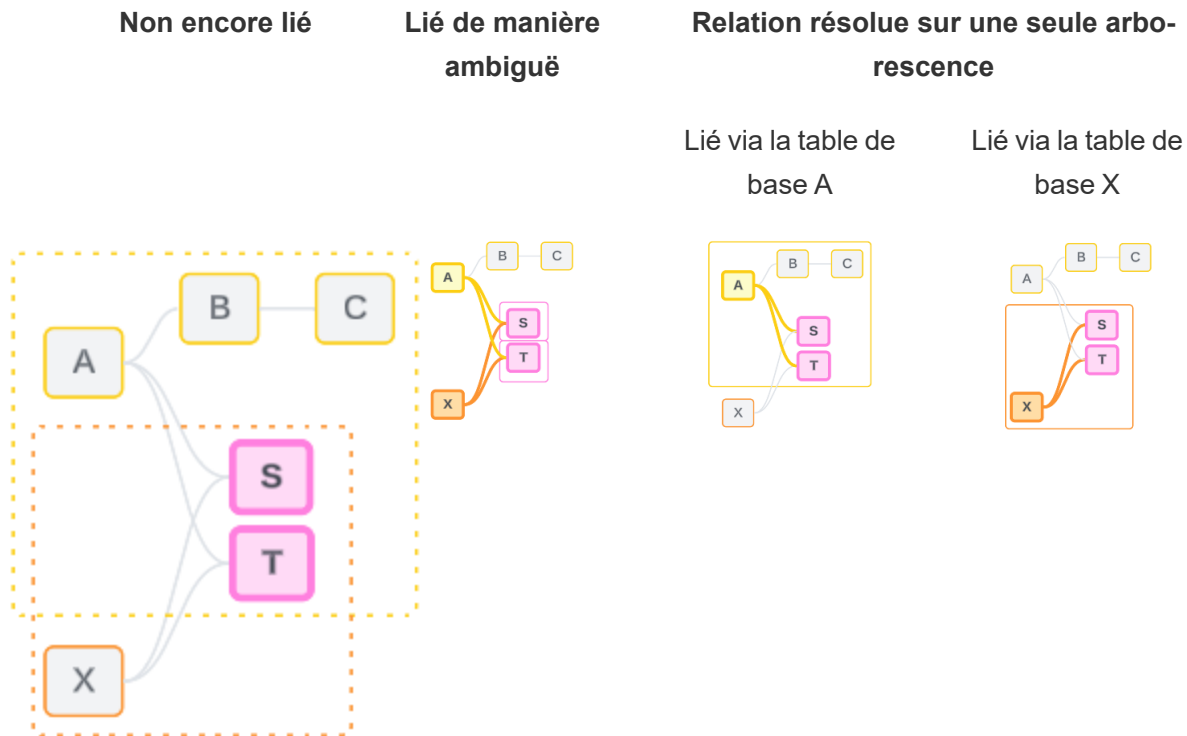 Non encore lié
Lié de manière
ambiguë
Relation résolue sur une seule arbo-
rescence
Lié via la table de
base A
Lié via la table de
base X
B
C
A
S
T
X
B
C
A
S
T
X
B
C
A
S
T
X
B
C
A
S
T
X